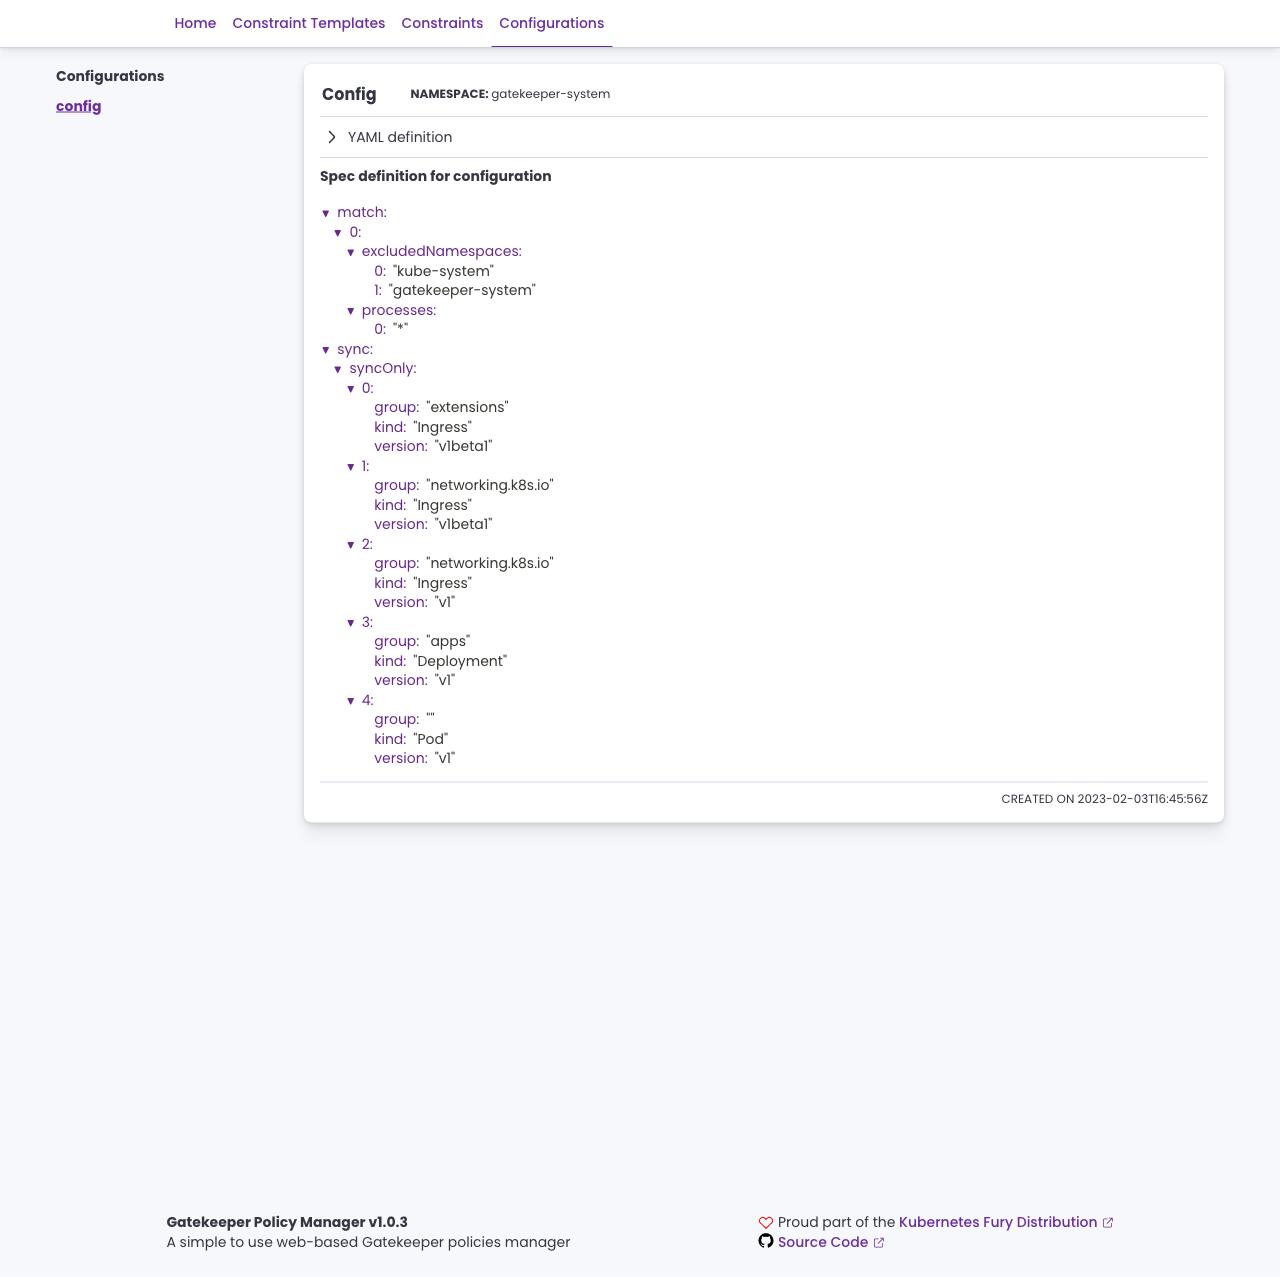 Home Constraint Templates Constraints Configurations
Configurations
config
Config NAMESPACE: gatekeeper-system
YAML definition
Spec definition for configuration
▼ match:
▼ 0:
▼ excludedNamespaces:
0: "kube-system"
1: "gatekeeper-system"
▼ processes:
0: "*"
▼ sync:
▼ syncOnly:
▼ 0:
group: "extensions"
kind: "Ingress"
version: "v1beta1"
▼ 1:
group: "networking.k8s.io"
kind: "Ingress"
version: "v1beta1"
▼ 2:
group: "networking.k8s.io"
kind: "Ingress"
version: "v1"
▼ 3:
group: "apps"
kind: "Deployment"
version: "v1"
▼ 4:
group: ""
kind: "Pod"
version: "v1"
CREATED ON 2023-02-03T16:45:56Z
Gatekeeper Policy Manager v1.0.3
A simple to use web-based Gatekeeper policies manager
Proud part of the Kubernetes Fury Distribution
Source Code